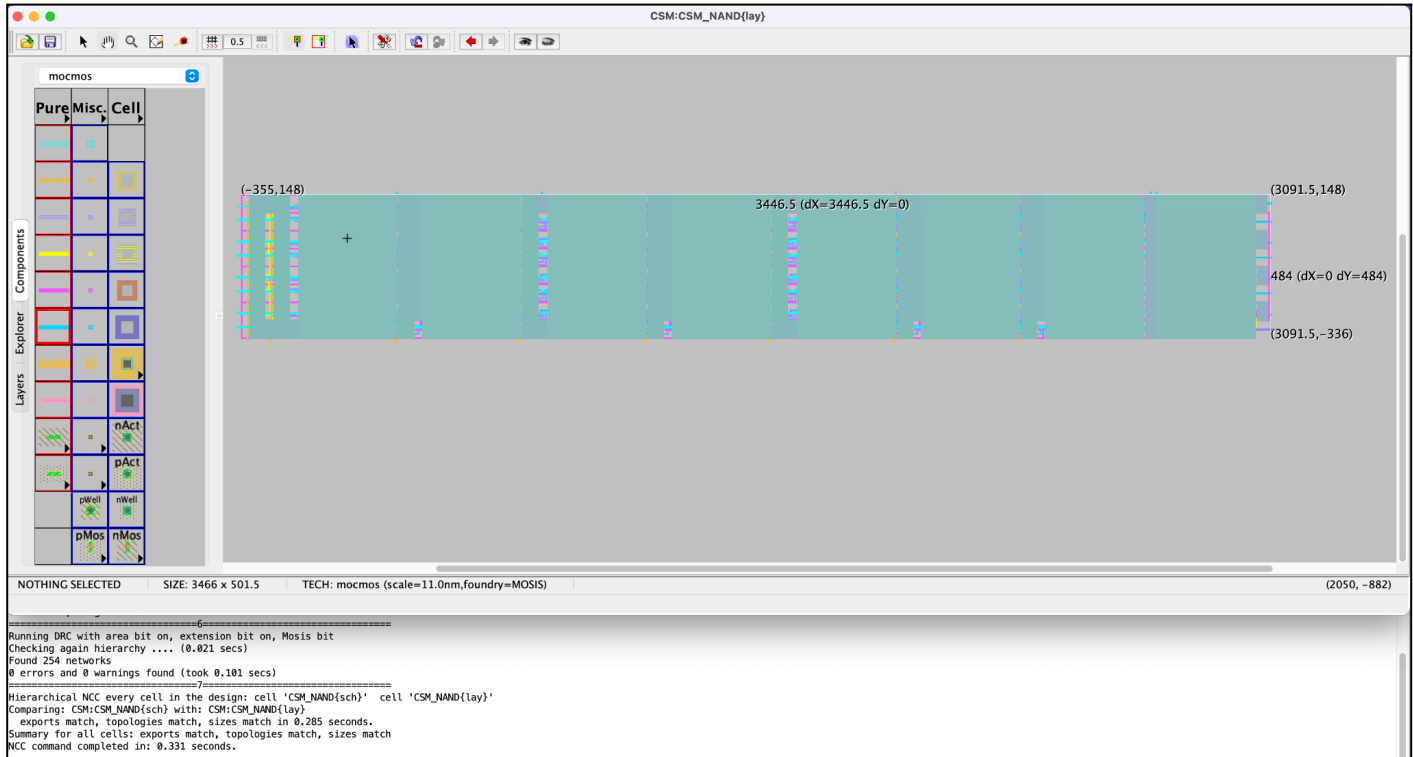 CSM:CSM_NAND{lay}
0.5
mocmos
Pure Misc. Cell
nAct
pAct
pWell nWell
pMos nMos
Components
Explorer
Layers
(-355,148)
3446.5 (dX=3446.5 dY=0)
(3091.5,148)
484 (dX=0 dY=484)
(3091.5,-336)
NOTHING SELECTED SIZE: 3466 x 501.5 TECH: mocmos (scale=11.0nm,foundry=MOSIS) (2050, -882)
=================================6=================================
Running DRC with area bit on, extension bit on, Mosis bit
Checking again hierarchy .... (0.021 secs)
Found 254 networks
0 errors and 0 warnings found (took 0.101 secs)
=================================7=================================
Hierarchical NCC every cell in the design: cell 'CSM_NAND{sch}' cell 'CSM_NAND{lay}'
Comparing: CSM:CSM_NAND{sch} with: CSM:CSM_NAND{lay}
exports match, topologies match, sizes match in 0.285 seconds.
Summary for all cells: exports match, topologies match, sizes match
NCC command completed in: 0.331 seconds.